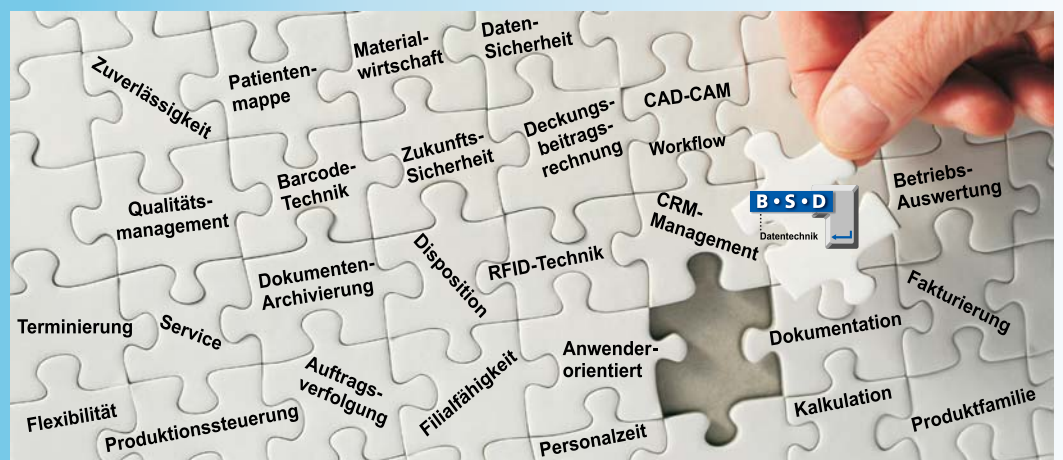 Zuverlässigkeit
Patienten-
mappe
Material-
wirtschaft
Daten-
Sicherheit
CAD-CAM
Deckungs-
beitrags-
rechnung
Zukunfts-
Sicherheit
Workflow
Barcode-
Technik
Qualitäts-
management
CRM-
Management
B•S•D
Datentechnik
Betriebs-
Auswertung
Disposition
RFID-Technik
Dokumenten-
Archivierung
Fakturierung
Terminierung
Service
Dokumentation
Anwender-
orientiert
Auftrags-
verfolgung
Filialfähigkeit
Flexibilität
Produktionssteuerung
Personalzeit
Kalkulation
Produktfamilie